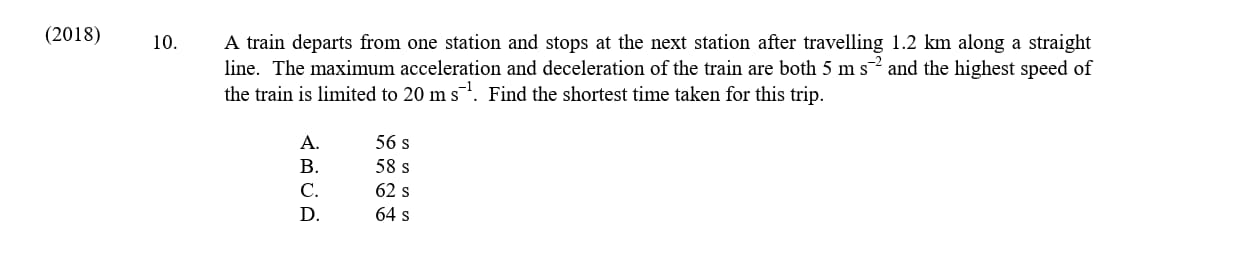 (2018) 10. A train departs from one station and stops at the next station after travelling 1.2 km along a straight
line. The maximum acceleration and deceleration of the train are both 5 m s⁻² and the highest speed of
the train is limited to 20 m s⁻¹. Find the shortest time taken for this trip.
A. 56 s
B. 58 s
C. 62 s
D. 64 s